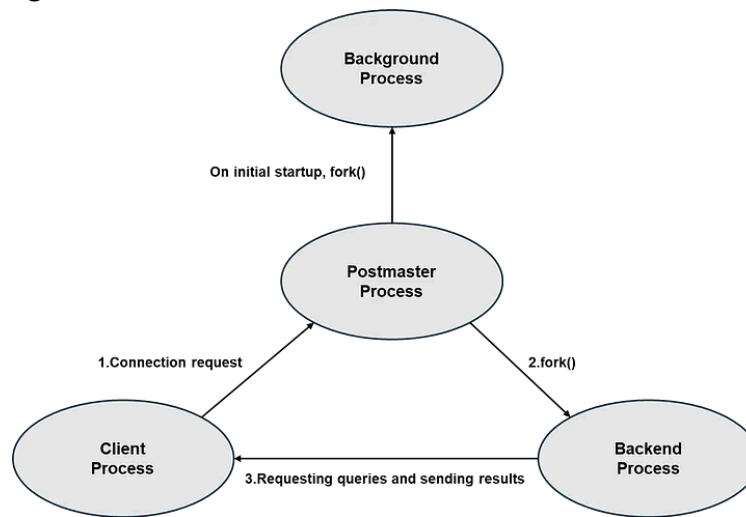 Background
Process
On initial startup, fork()
Postmaster
Process
1.Connection request
2.fork()
Client
Process
Backend
Process
3.Requesting queries and sending results